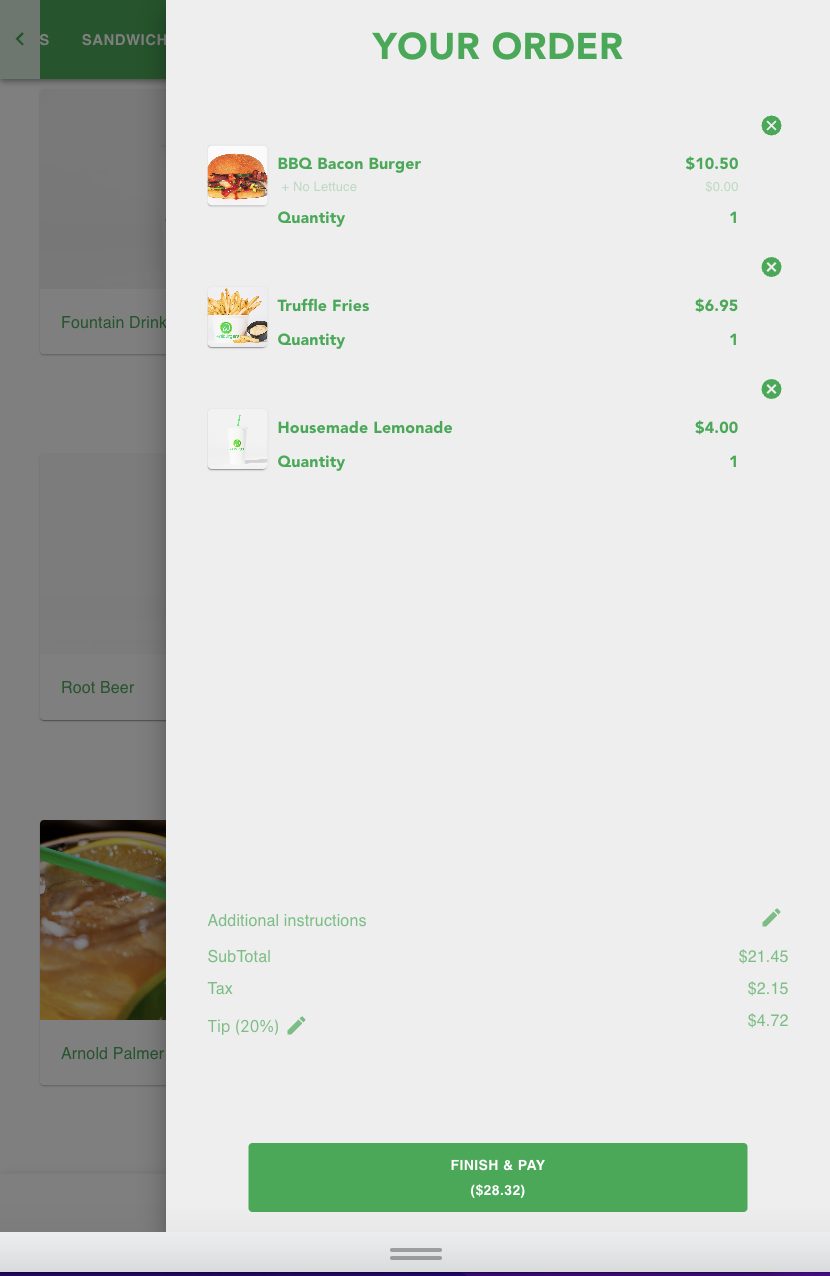 S SANDWICH
YOUR ORDER
BBQ Bacon Burger $10.50
+ No Lettuce $0.00
Quantity 1
Fountain Drink
Truffle Fries $6.95
Quantity 1
Housemade Lemonade $4.00
Quantity 1
Root Beer
Arnold Palmer
Additional instructions
SubTotal $21.45
Tax $2.15
Tip (20%) $4.72
FINISH & PAY
($28.32)